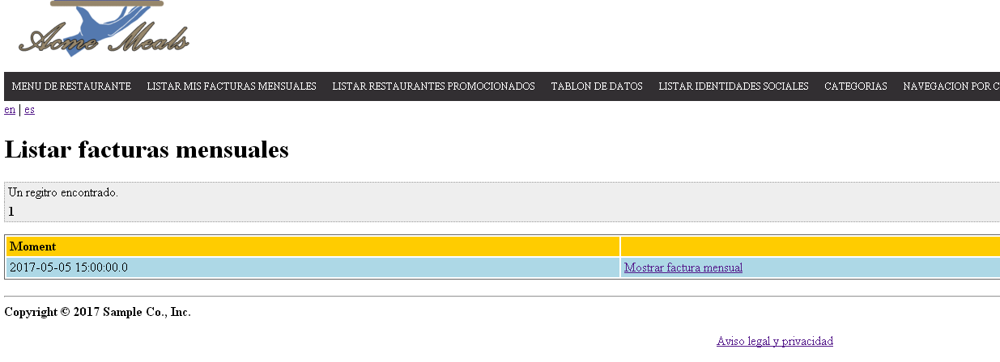 Acme Meals
MENU DE RESTAURANTE LISTAR MIS FACTURAS MENSUALES LISTAR RESTAURANTES PROMOCIONADOS TABLON DE DATOS LISTAR IDENTIDADES SOCIALES CATEGORIAS NAVEGACION POR C
en | es
Listar facturas mensuales
Un regitro encontrado.
1
Moment
2017-05-05 15:00:00.0 Mostrar factura mensual
Copyright © 2017 Sample Co., Inc.
Aviso legal y privacidad